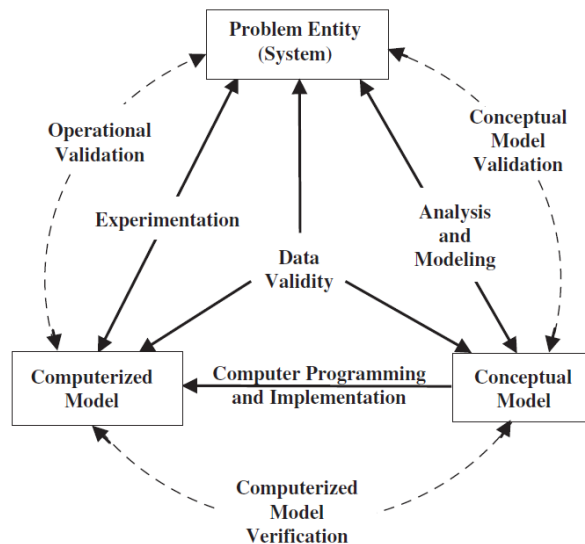 Problem Entity
(System)
Operational
Validation
Conceptual
Model
Validation
Experimentation
Analysis
and
Modeling
Data
Validity
Computerized
Model
Computer Programming
and Implementation
Conceptual
Model
Computerized
Model
Verification